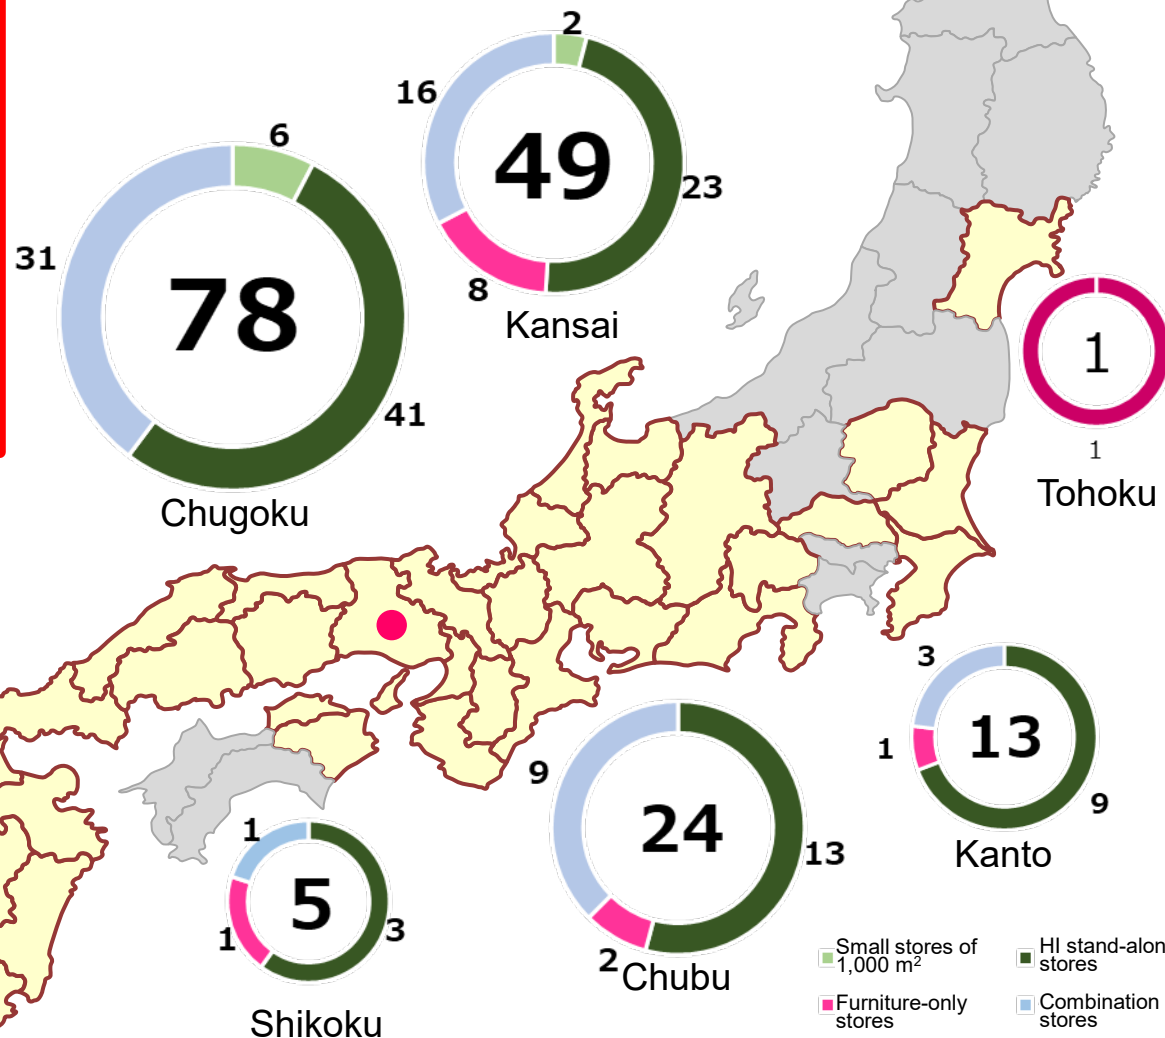 2
16
49
23
8
Kansai
6
31
78
41
Chugoku
1
1
Tohoku
3
1
13
9
Kanto
9
24
13
2
Chubu
1
5
1
3
Shikoku
Small stores of
1,000 m²
HI stand-alon
stores
Furniture-only
stores
Combination
stores